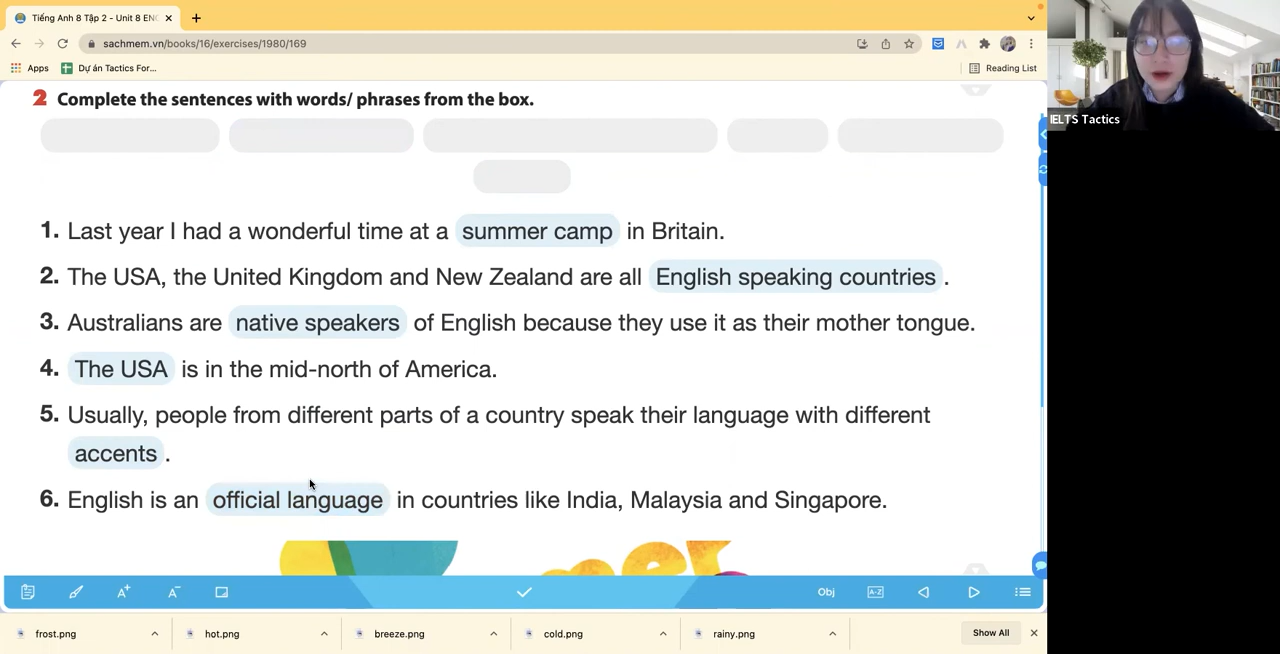 Tiếng Anh 8 Tập 2 - Unit 8 EN
sachmem.vn/books/16/exercises/1980/169
Apps
Dự án Tactics For...
Reading List
2 Complete the sentences with words/ phrases from the box.
1. Last year I had a wonderful time at a summer camp in Britain.
2. The USA, the United Kingdom and New Zealand are all English speaking countries .
3. Australians are native speakers of English because they use it as their mother tongue.
4. The USA is in the mid-north of America.
5. Usually, people from different parts of a country speak their language with different
accents .
6. English is an official language in countries like India, Malaysia and Singapore.
mer
A+ A- Obj A-Z
frost.png
hot.png
breeze.png
cold.png
rainy.png
Show All
IELTS Tactics